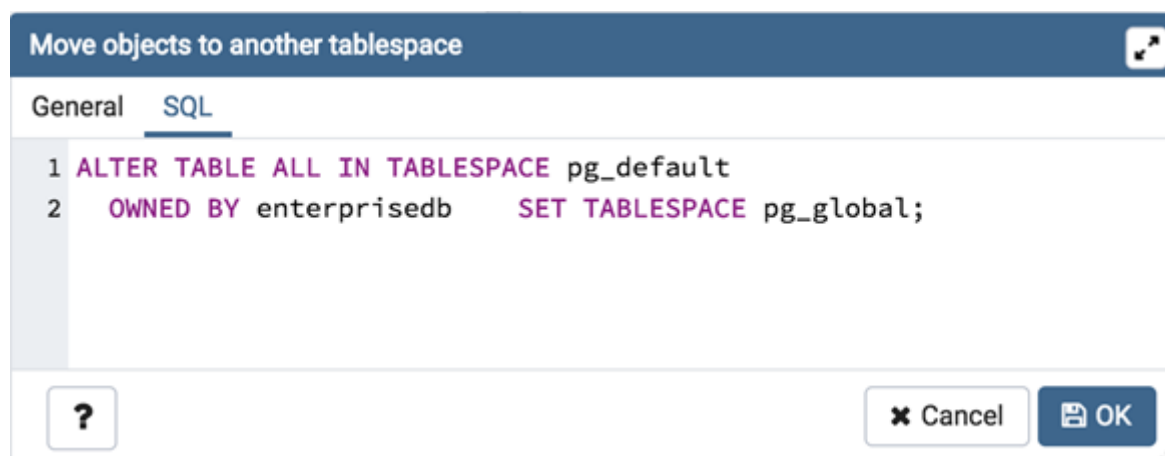 Move objects to another tablespace
General SQL
1 ALTER TABLE ALL IN TABLESPACE pg_default
2 OWNED BY enterprisedb SET TABLESPACE pg_global;
? Cancel OK